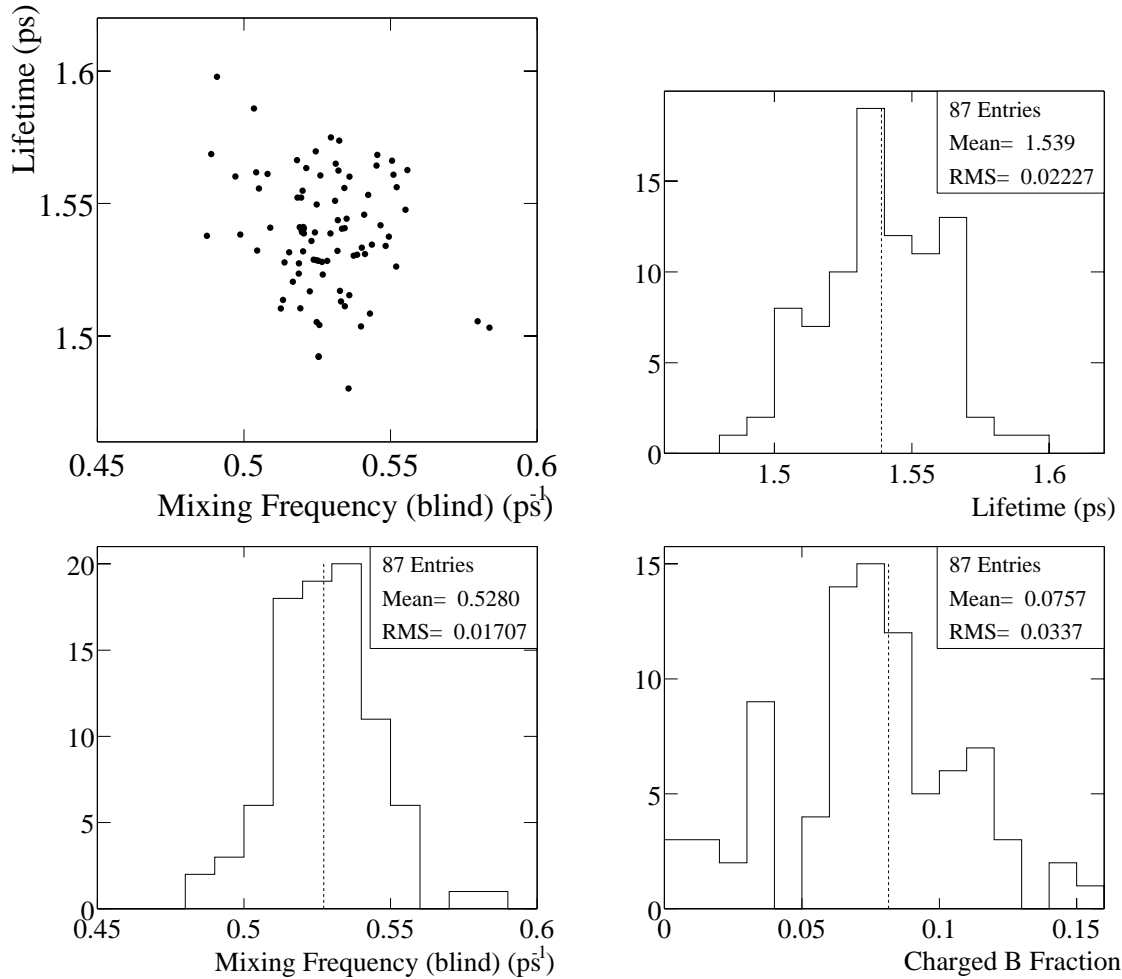 Lifetime (ps)
1.6
1.55
1.5
0.45 0.5 0.55 0.6
Mixing Frequency (blind) (ps-1)
87 Entries
Mean= 1.539
RMS= 0.02227
15
10
5
0
1.5 1.55 1.6
Lifetime (ps)
87 Entries
Mean= 0.5280
RMS= 0.01707
20
15
10
5
0
0.45 0.5 0.55 0.6
Mixing Frequency (blind) (ps-1)
87 Entries
Mean= 0.0757
RMS= 0.0337
15
10
5
0
0 0.05 0.1 0.15
Charged B Fraction